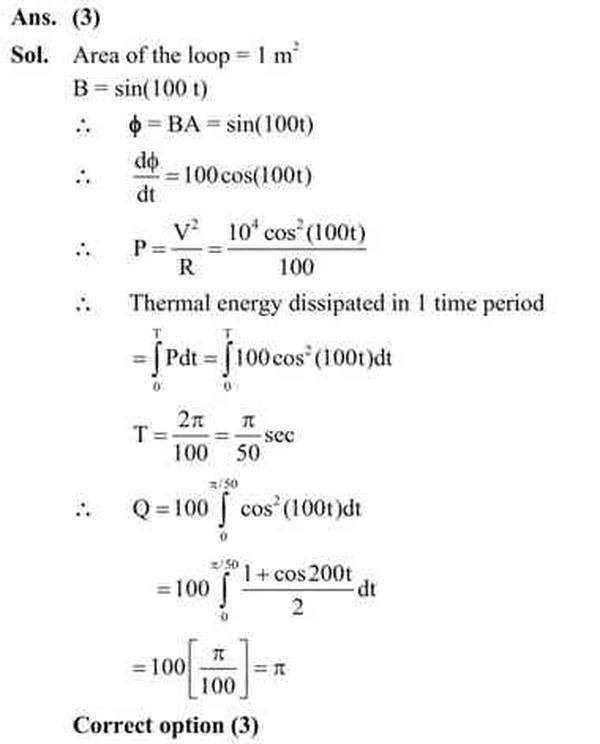 Ans. (3)
Sol. Area of the loop = 1 m²
B = sin(100 t)
∴ ϕ = BA = sin(100t)
∴ dϕ/dt = 100cos(100t)
∴ P = V²/R = 10⁴ cos²(100t)/100
∴ Thermal energy dissipated in 1 time period
= ∫₀ᵀ Pdt = ∫₀ᵀ 100cos²(100t)dt
T = 2π/100 = π/50 sec
∴ Q = 100 ∫₀^(π/50) cos²(100t)dt
= 100 ∫₀^(π/50) (1 + cos200t)/2 dt
= 100[π/100] = π
Correct option (3)